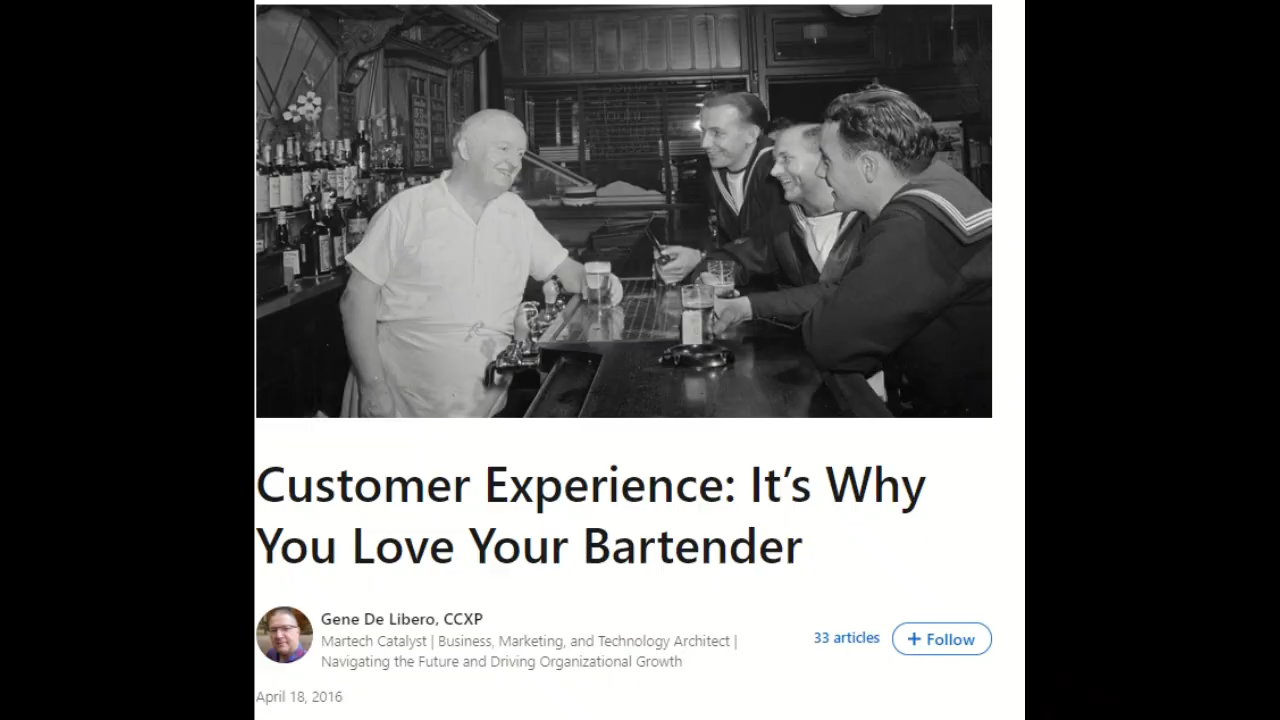 Customer Experience: It’s Why
You Love Your Bartender
Gene De Libero, CCXP
Martech Catalyst | Business, Marketing, and Technology Architect |
Navigating the Future and Driving Organizational Growth
33 articles
+ Follow
April 18, 2016